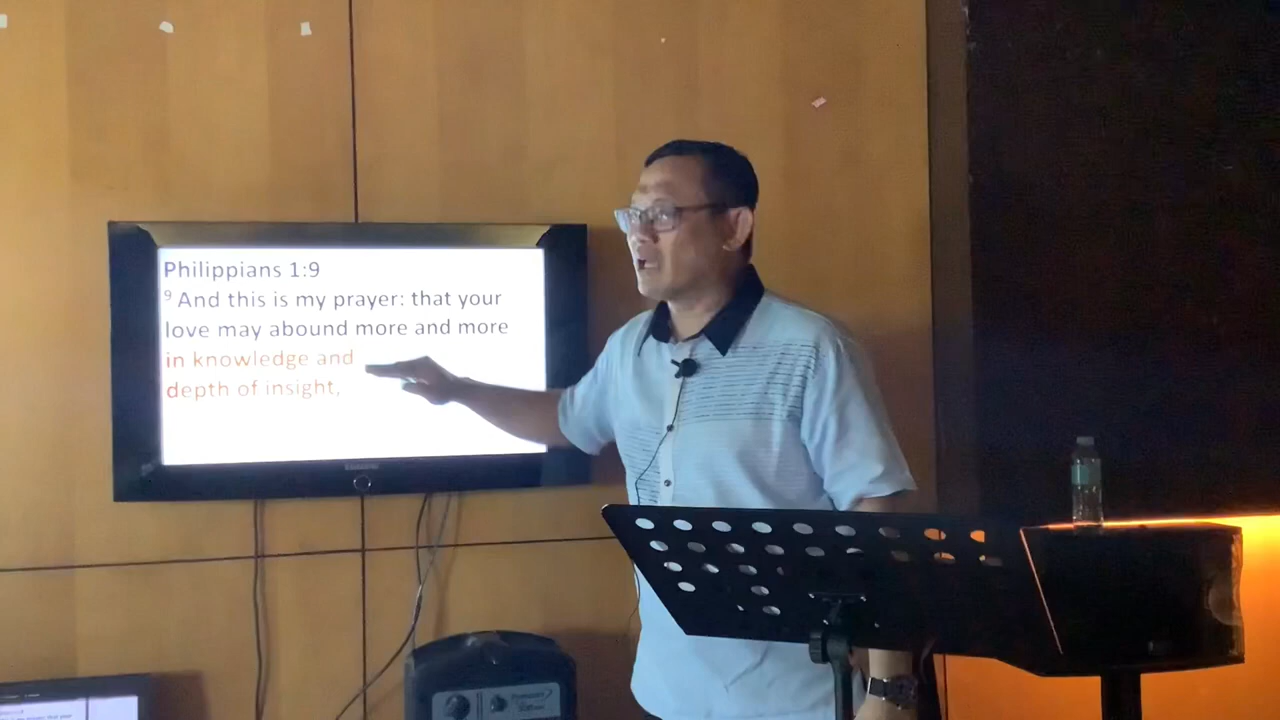 Philippians 1:9
9 And this is my prayer: that your
love may abound more and more
in knowledge and
depth of insight,